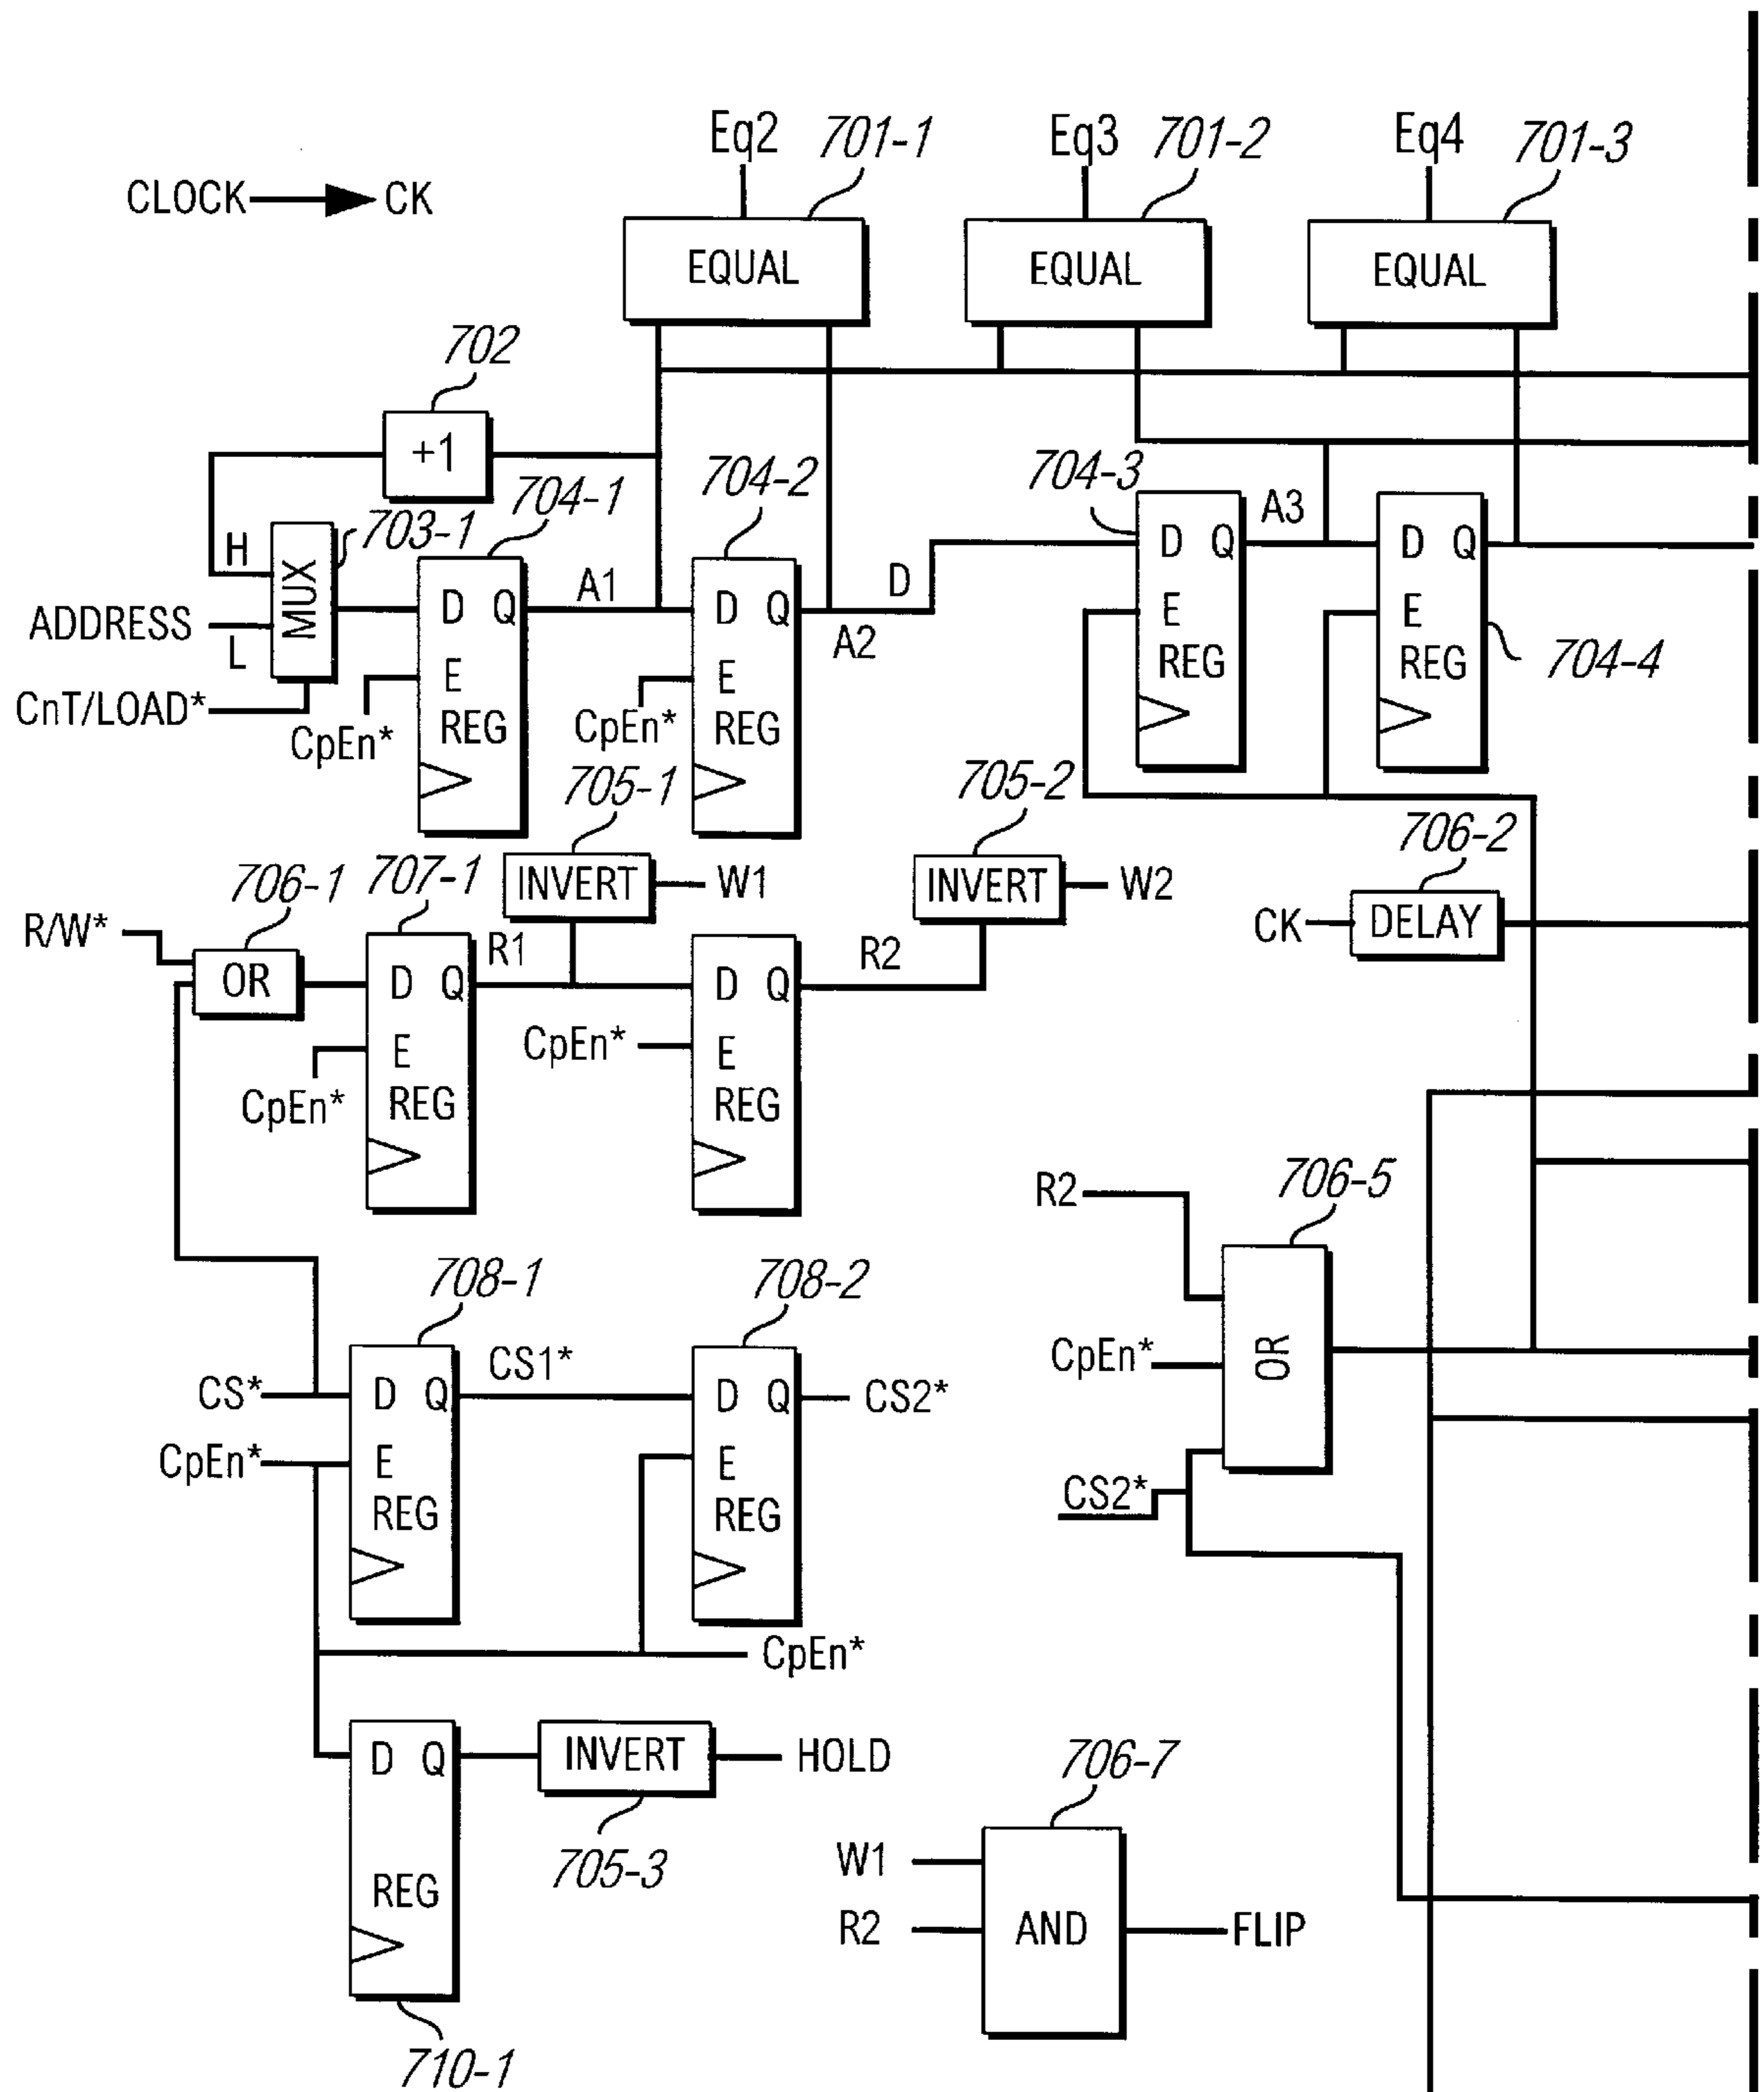 Eq2 701-1 Eq3 701-2 Eq4 701-3
CLOCK CK
EQUAL EQUAL EQUAL
702
+1
704-1 704-2 704-3
703-1
H
MUX
ADDRESS
L
CnT/LOAD*
D Q
E
REG
CpEn*
A1
D Q
E
REG
CpEn*
A2
D
D Q
E
REG
A3
D Q
E
REG
704-4
705-1 705-2
706-2
706-1 707-1
INVERT W1
INVERT W2
CK DELAY
R/W*
OR
D Q
E
REG
CpEn*
R1
D Q
E
REG
CpEn*
R2
R2
706-5
OR
CpEn*
CS2*
708-1 708-2
CS*
CpEn*
D Q
E
REG
CS1*
D Q
E
REG
CS2*
CpEn*
D Q
REG
INVERT HOLD
705-3
710-1
706-7
W1
R2
AND
FLIP